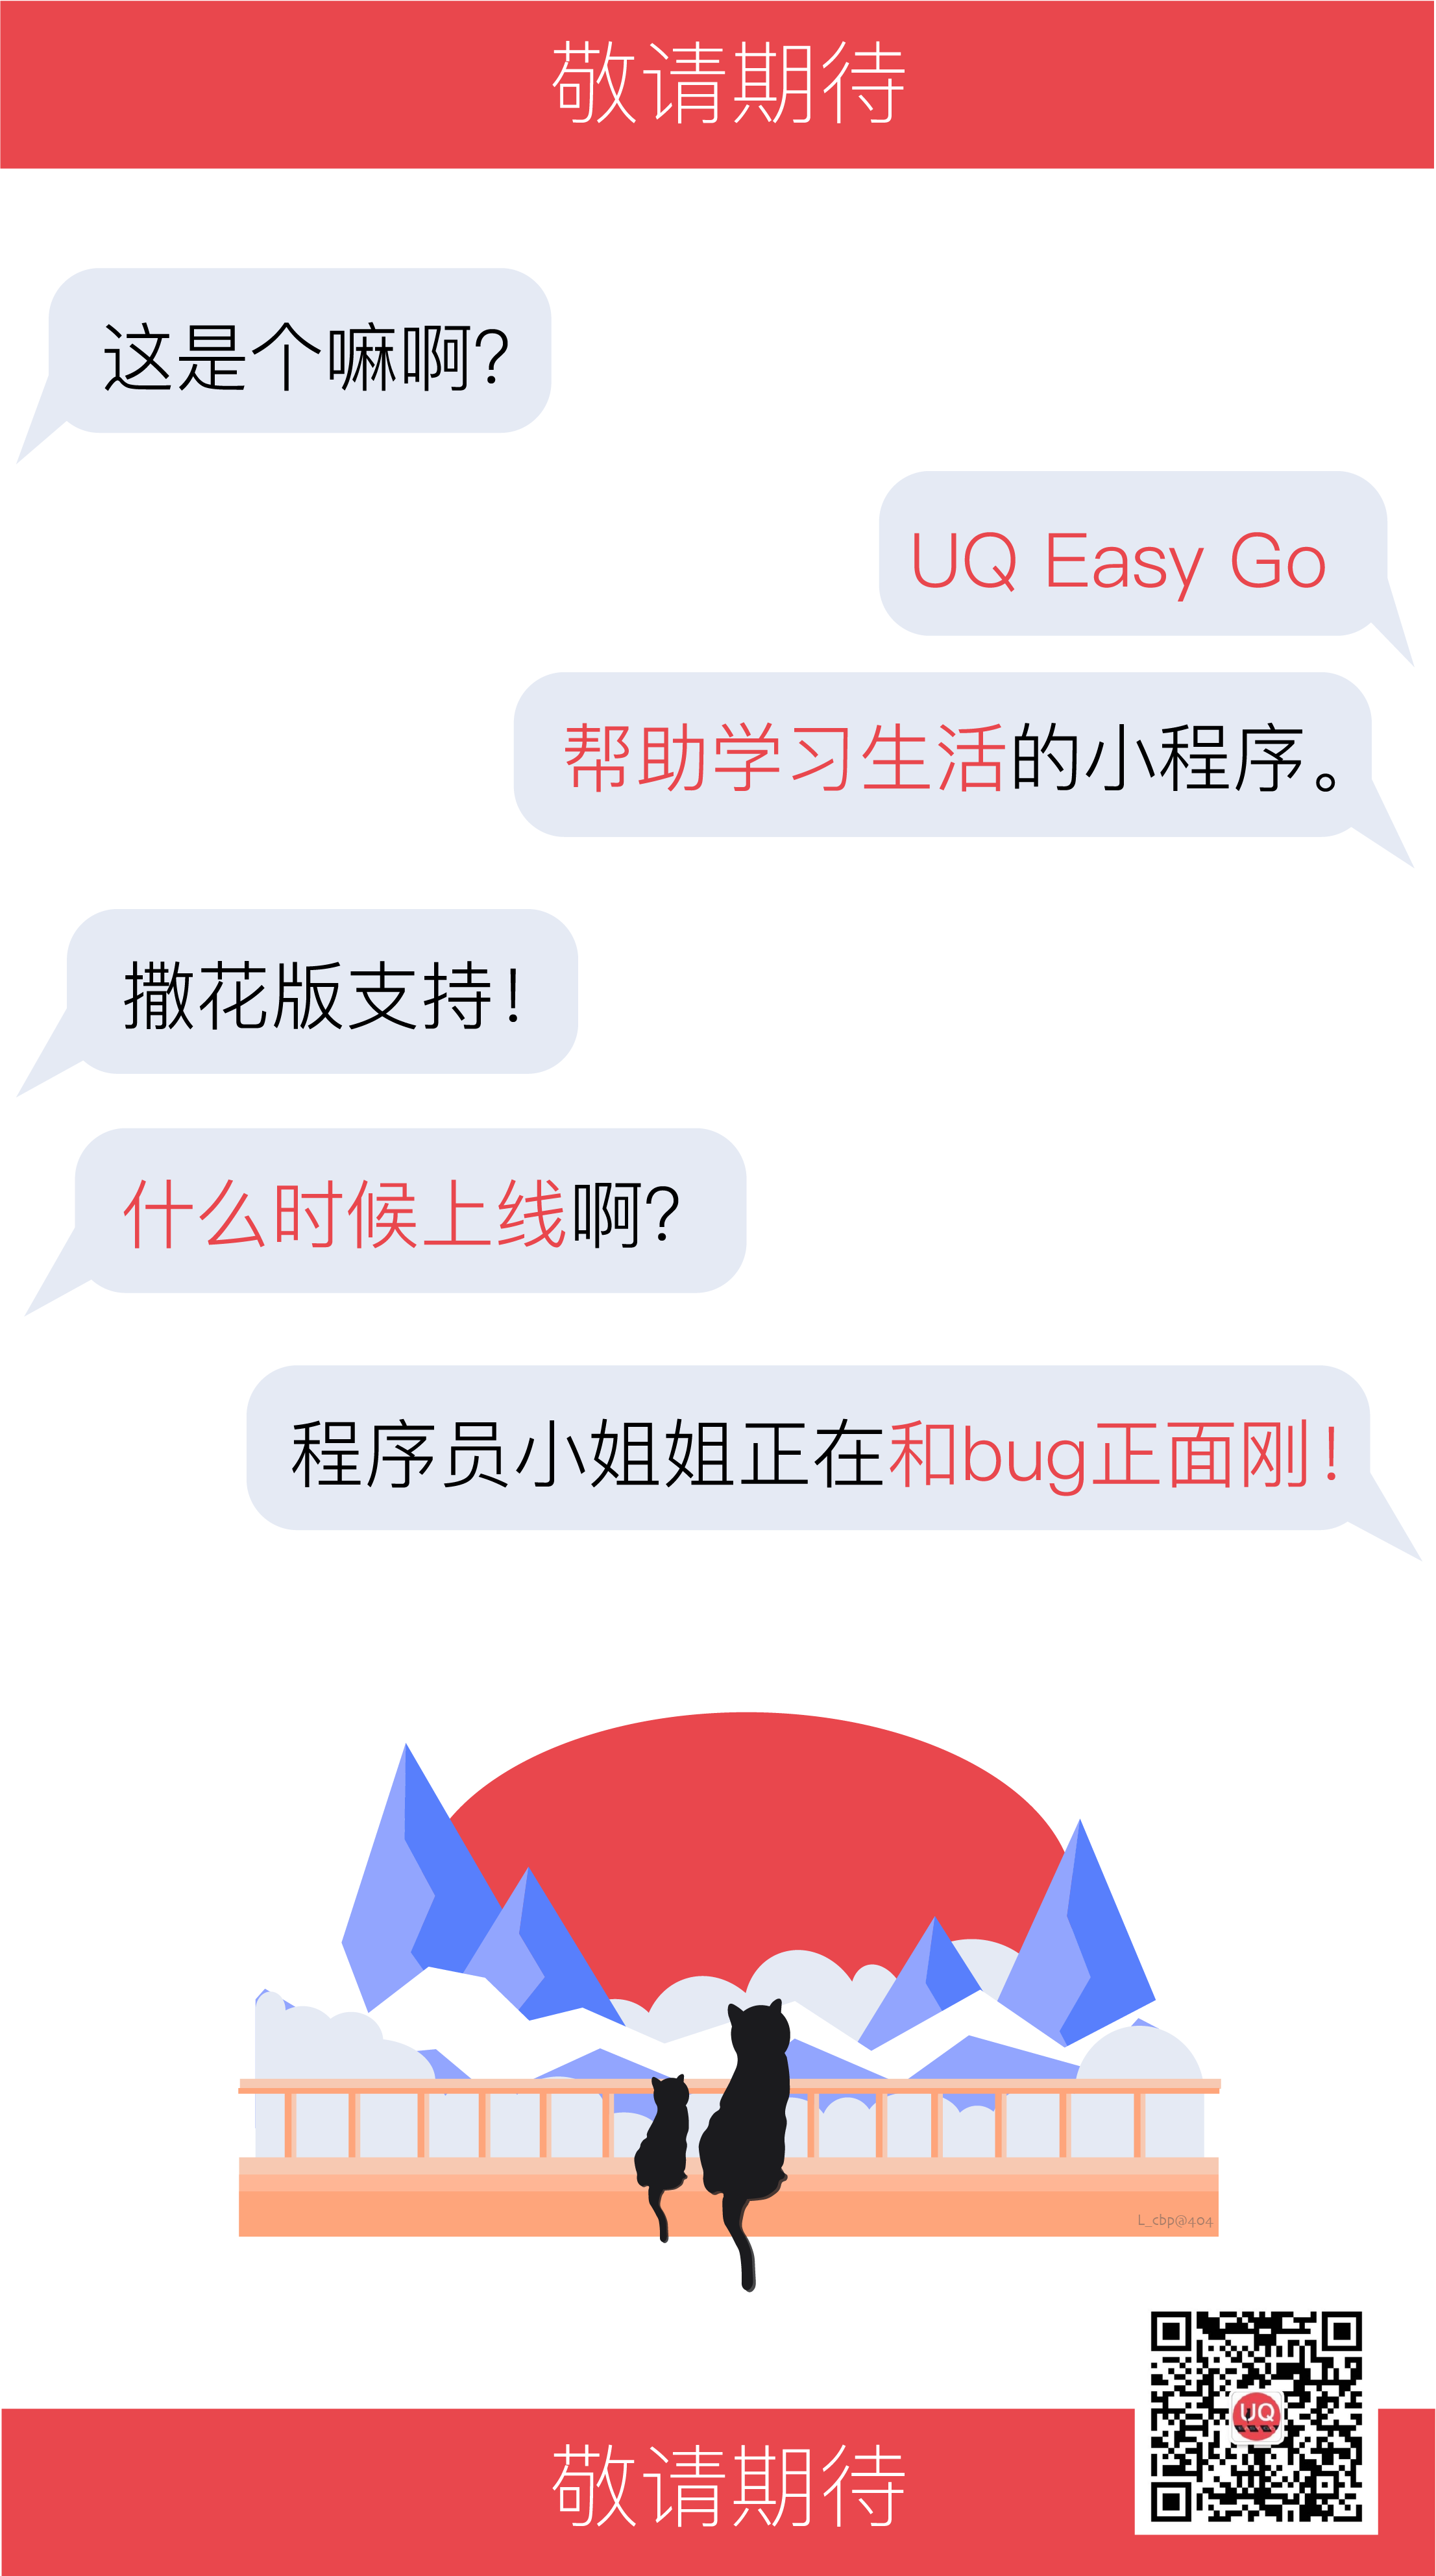 敬请期待
这是个嘛啊?
UQ Easy Go
帮助学习生活的小程序。
撒花版支持!
什么时候上线啊?
程序员小姐姐正在和bug正面刚!
L_cbp@404
UQ
敬请期待